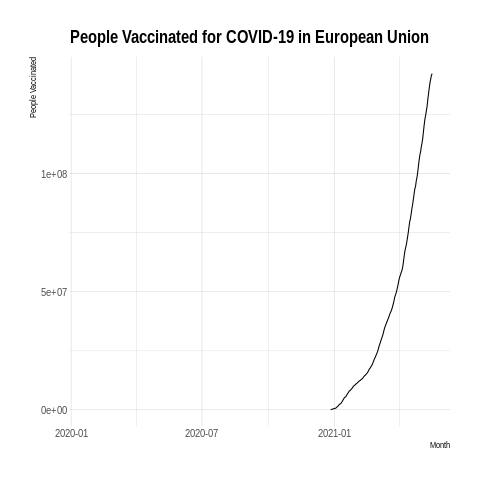 People Vaccinated for COVID-19 in European Union
People Vaccinated
1e+08
5e+07
0e+00
2020-01 2020-07 2021-01
Month